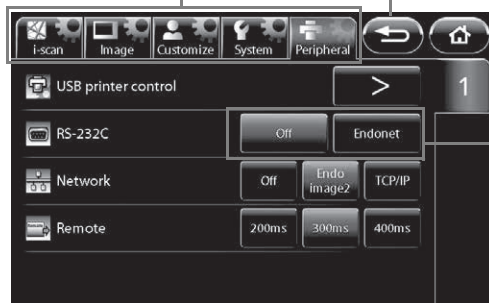 i-scan Image Customize System Peripheral
USB printer control >
1
RS-232C Off Endonet
Network Off Endo image2 TCP/IP
Remote 200ms 300ms 400ms